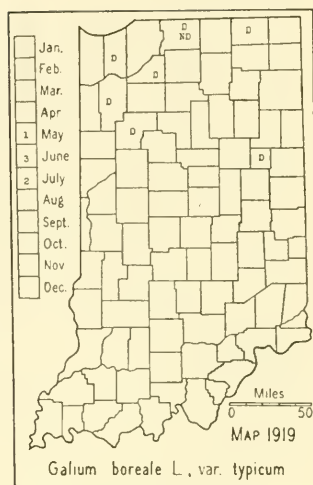 Jan.
Feb.
Mar.
Apr
1 May
3 June
2 July
Aug
Sept.
Oct.
Nov
Dec.
D
ND
D
D
D
D
D
D
Miles
0 50
MAP 1919
Galium boreale L., var. typicum